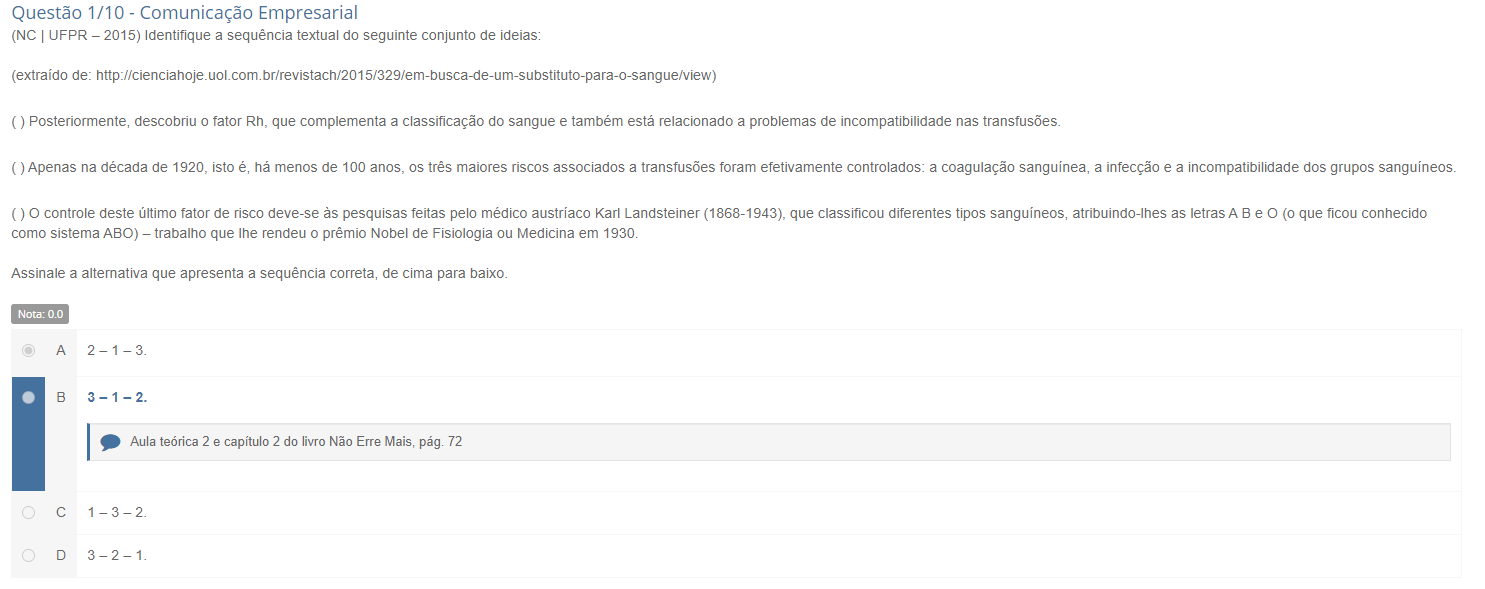 Questão 1/10 - Comunicação Empresarial
(NC | UFPR – 2015) Identifique a sequência textual do seguinte conjunto de ideias:
(extraído de: http://cienciahoje.uol.com.br/revistach/2015/329/em-busca-de-um-substituto-para-o-sangue/view)
( ) Posteriormente, descobriu o fator Rh, que complementa a classificação do sangue e também está relacionado a problemas de incompatibilidade nas transfusões.
( ) Apenas na década de 1920, isto é, há menos de 100 anos, os três maiores riscos associados a transfusões foram efetivamente controlados: a coagulação sanguínea, a infecção e a incompatibilidade dos grupos sanguíneos.
( ) O controle deste último fator de risco deve-se às pesquisas feitas pelo médico austríaco Karl Landsteiner (1868-1943), que classificou diferentes tipos sanguíneos, atribuindo-lhes as letras A B e O (o que ficou conhecido
como sistema ABO) – trabalho que lhe rendeu o prêmio Nobel de Fisiologia ou Medicina em 1930.
Assinale a alternativa que apresenta a sequência correta, de cima para baixo.
Nota: 0.0
A 2 – 1 – 3.
B 3 – 1 – 2.
Aula teórica 2 e capítulo 2 do livro Não Erre Mais, pág. 72
C 1 – 3 – 2.
D 3 – 2 – 1.